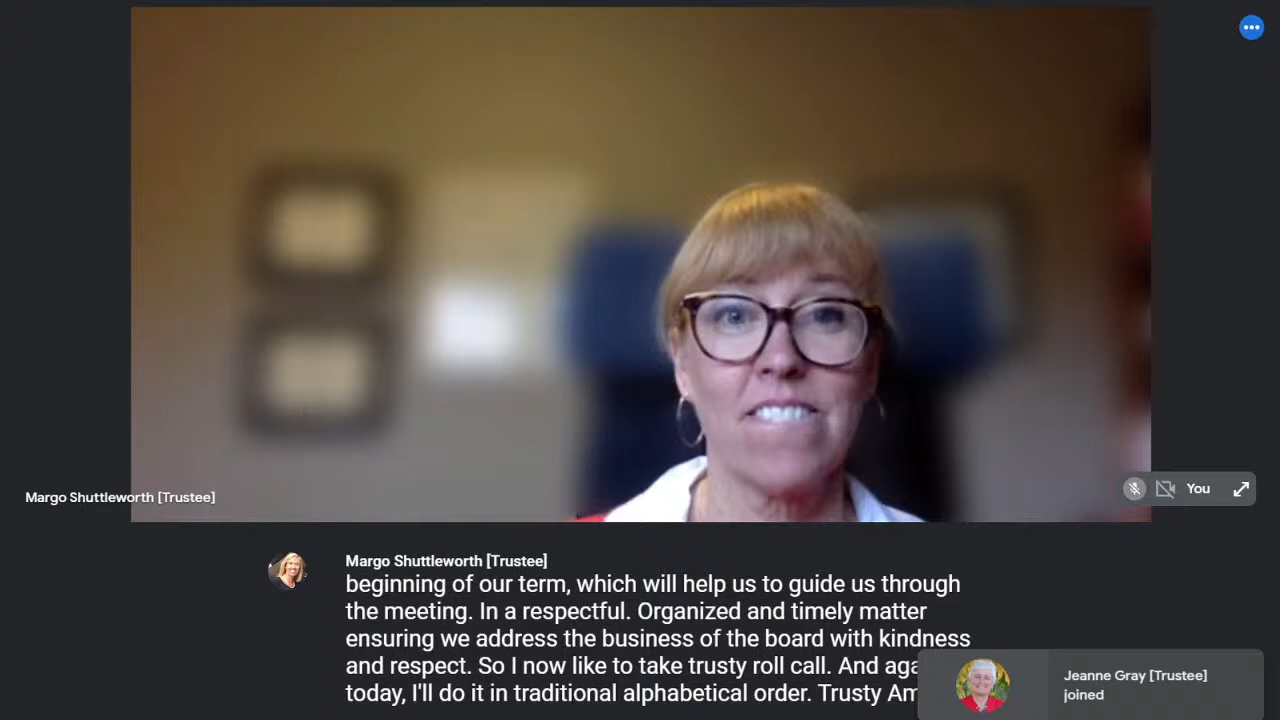 Margo Shuttleworth [Trustee]
You
Margo Shuttleworth [Trustee]
beginning of our term, which will help us to guide us through
the meeting. In a respectful. Organized and timely matter
ensuring we address the business of the board with kindness
and respect. So I now like to take trusty roll call. And
today, I'll do it in traditional alphabetical order. Trusty
Jeanne Gray [Trustee]
joined